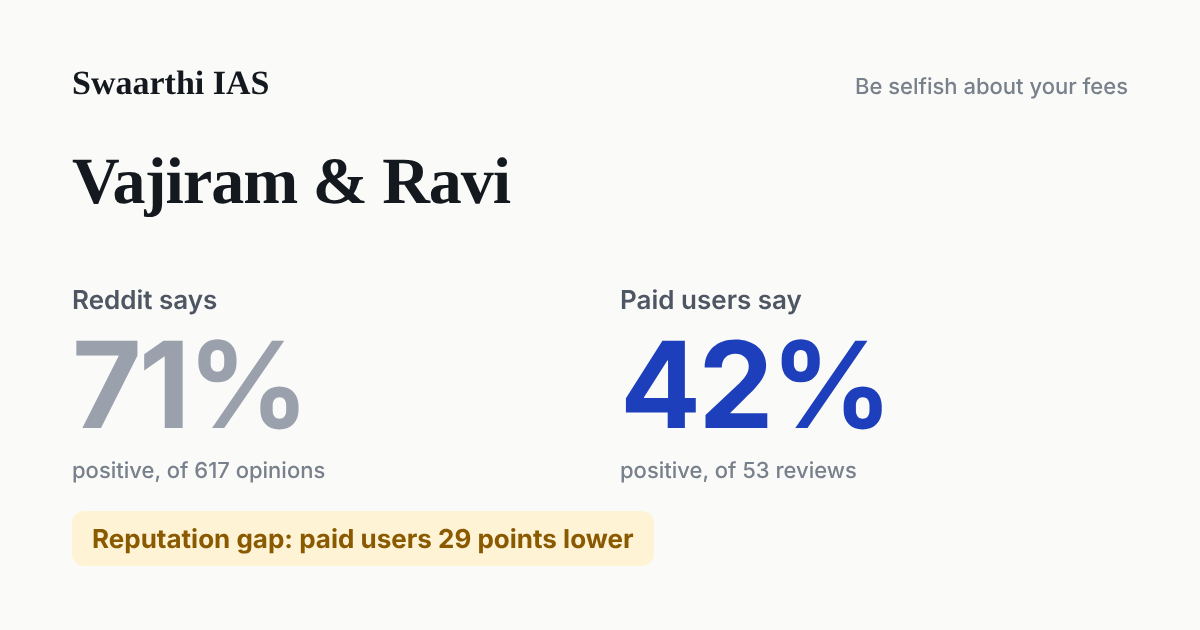 Swaarthi IAS
Be selfish about your fees
Vajiram & Ravi
Reddit says
71%
positive, of 617 opinions
Paid users say
42%
positive, of 53 reviews
Reputation gap: paid users 29 points lower